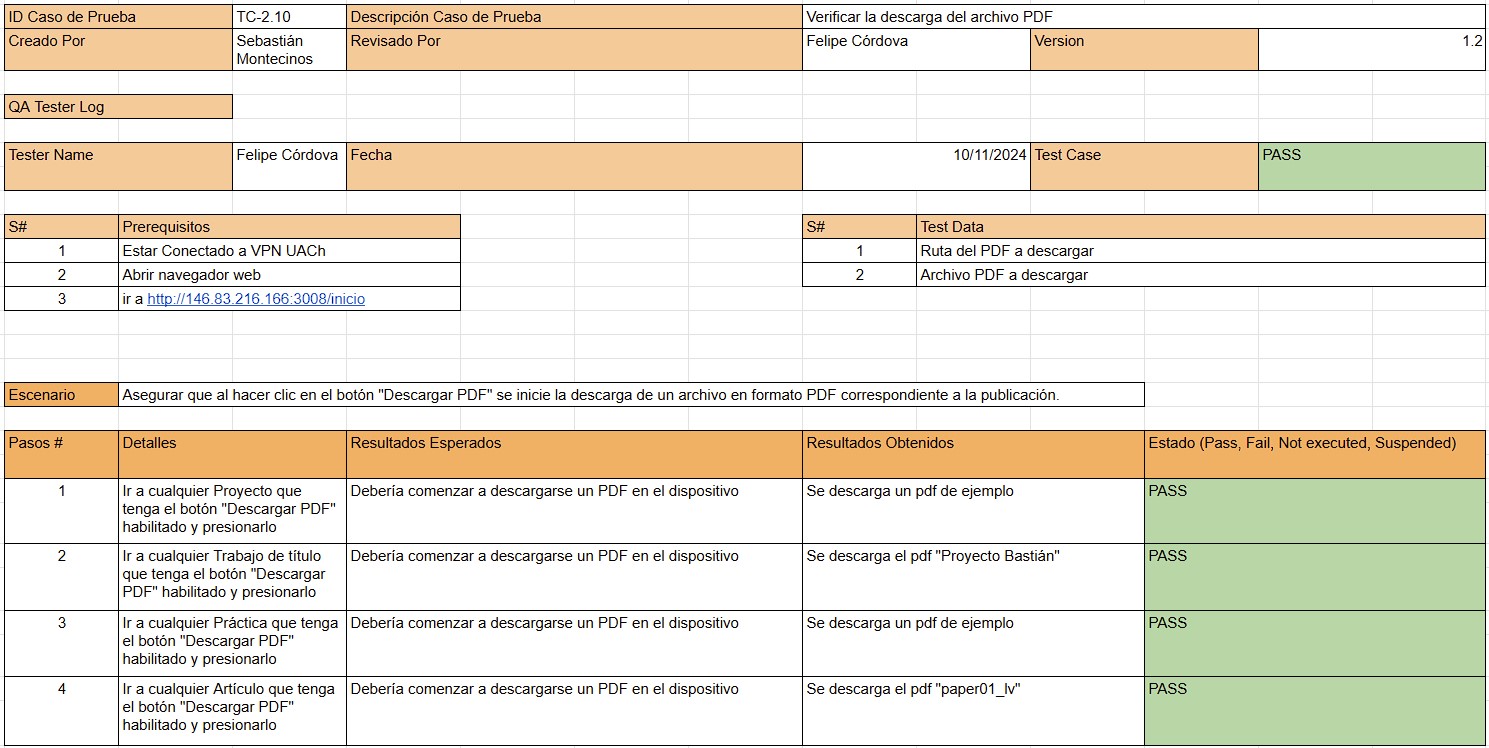 ID Caso de Prueba TC-2.10 Descripción Caso de Prueba Verificar la descarga del archivo PDF
Creado Por Sebastián Revisado Por Felipe Córdova Version 1.2
Montecinos
QA Tester Log
Tester Name Felipe Córdova Fecha 10/11/2024 Test Case PASS
S# Prerequisitos S# Test Data
1 Estar Conectado a VPN UACh 1 Ruta del PDF a descargar
2 Abrir navegador web 2 Archivo PDF a descargar
3 ir a http://146.83.216.166:3008/inicio
Escenario Asegurar que al hacer clic en el botón "Descargar PDF" se inicie la descarga de un archivo en formato PDF correspondiente a la publicación.
Pasos # Detalles Resultados Esperados Resultados Obtenidos Estado (Pass, Fail, Not executed, Suspended)
1 Ir a cualquier Proyecto que Debería comenzar a descargarse un PDF en el dispositivo Se descarga un pdf de ejemplo PASS
tenga el botón "Descargar PDF"
habilitado y presionarlo
2 Ir a cualquier Trabajo de título Debería comenzar a descargarse un PDF en el dispositivo Se descarga el pdf "Proyecto Bastián" PASS
que tenga el botón "Descargar
PDF" habilitado y presionarlo
3 Ir a cualquier Práctica que tenga Debería comenzar a descargarse un PDF en el dispositivo Se descarga un pdf de ejemplo PASS
el botón "Descargar PDF"
habilitado y presionarlo
4 Ir a cualquier Artículo que tenga Debería comenzar a descargarse un PDF en el dispositivo Se descarga el pdf "paper01_lv" PASS
el botón "Descargar PDF"
habilitado y presionarlo